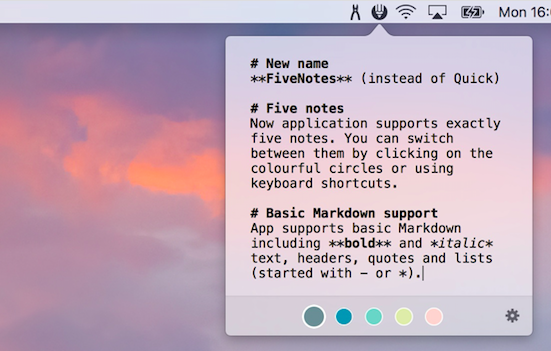 Mon 16:
# New name
**FiveNotes** (instead of Quick)
# Five notes
Now application supports exactly
five notes. You can switch
between them by clicking on the
colourful circles or using
keyboard shortcuts.
# Basic Markdown support
App supports basic Markdown
including **bold** and *italic*
text, headers, quotes and lists
(started with - or *).